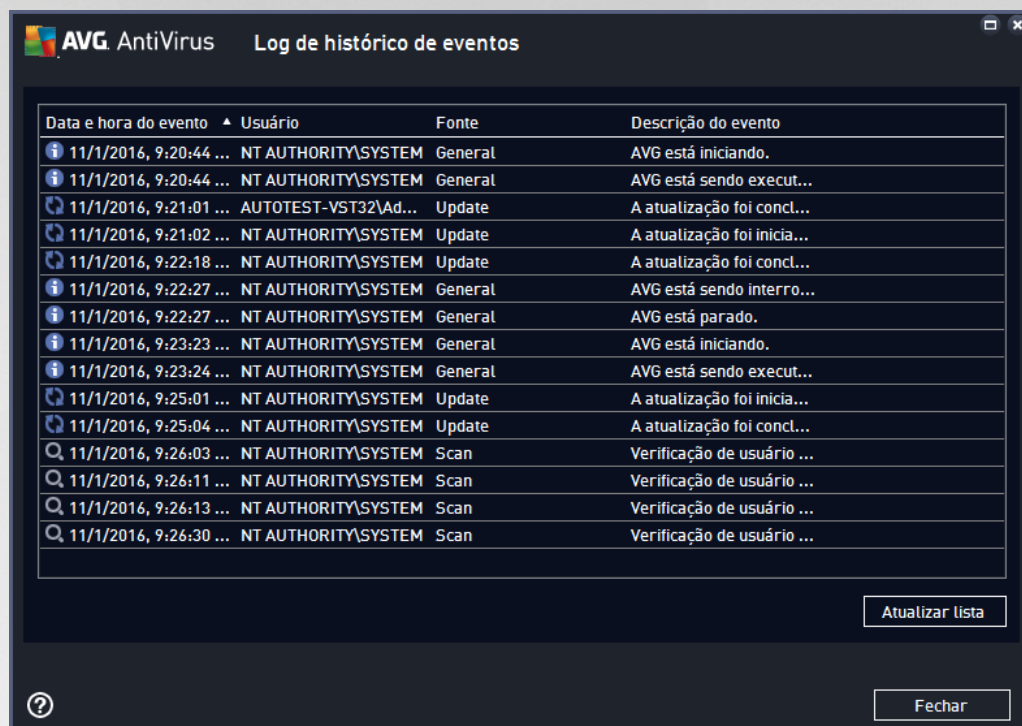 AVG. AntiVirus Log de histórico de eventos
Data e hora do evento Usuário Fonte Descrição do evento
11/1/2016, 9:20:44 ... NT AUTHORITY\SYSTEM General AVG está iniciando.
11/1/2016, 9:20:44 ... NT AUTHORITY\SYSTEM General AVG está sendo execut...
11/1/2016, 9:21:01 ... AUTOTEST-VST32\Ad... Update A atualização foi concl...
11/1/2016, 9:21:02 ... NT AUTHORITY\SYSTEM Update A atualização foi inicia...
11/1/2016, 9:22:18 ... NT AUTHORITY\SYSTEM Update A atualização foi concl...
11/1/2016, 9:22:27 ... NT AUTHORITY\SYSTEM General AVG está sendo interro...
11/1/2016, 9:22:27 ... NT AUTHORITY\SYSTEM General AVG está parado.
11/1/2016, 9:23:23 ... NT AUTHORITY\SYSTEM General AVG está iniciando.
11/1/2016, 9:23:24 ... NT AUTHORITY\SYSTEM General AVG está sendo execut...
11/1/2016, 9:25:01 ... NT AUTHORITY\SYSTEM Update A atualização foi inicia...
11/1/2016, 9:25:04 ... NT AUTHORITY\SYSTEM Update A atualização foi concl...
11/1/2016, 9:26:03 ... NT AUTHORITY\SYSTEM Scan Verificação de usuário ...
11/1/2016, 9:26:11 ... NT AUTHORITY\SYSTEM Scan Verificação de usuário ...
11/1/2016, 9:26:13 ... NT AUTHORITY\SYSTEM Scan Verificação de usuário ...
11/1/2016, 9:26:30 ... NT AUTHORITY\SYSTEM Scan Verificação de usuário ...
Atualizar lista
Fechar